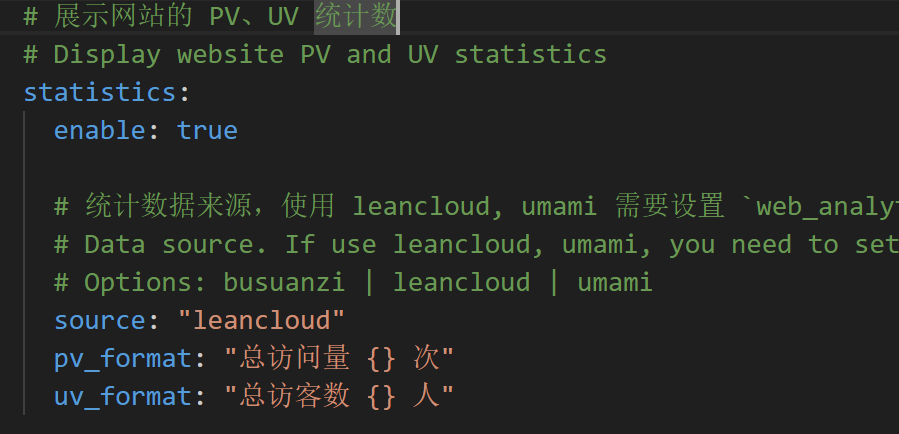 # 展示网站的 PV、UV 统计数
# Display website PV and UV statistics
statistics:
enable: true
# 统计数据来源，使用 leancloud, umami 需要设置 `web_analyt
# Data source. If use leancloud, umami, you need to set
# Options: busuanzi | leancloud | umami
source: "leancloud"
pv_format: "总访问量 {} 次"
uv_format: "总访客数 {} 人"